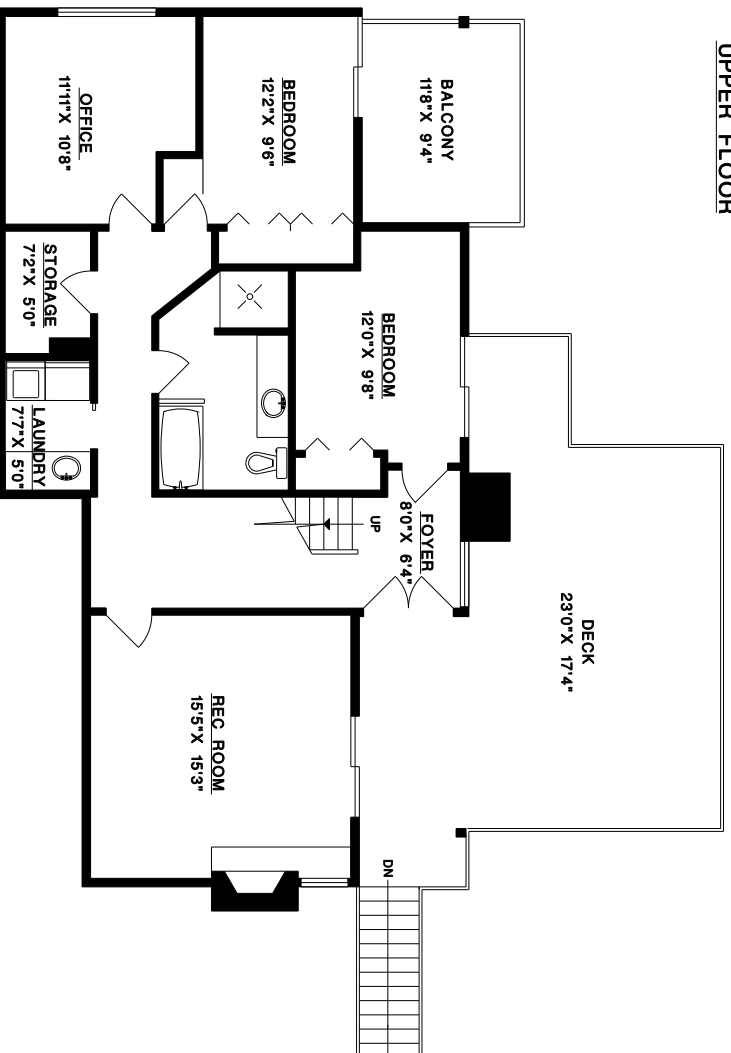 UPPER FLOOR
BALCONY
11'8"X 9'4"
BEDROOM
12'2"X 9'6"
OFFICE
11'11"X 10'8"
STORAGE
7'2"X 5'0"
BEDROOM
12'0"X 9'8"
LAUNDRY
7'7"X 5'0"
UP
FOYER
8'0"X 6'4"
DECK
23'0"X 17'4"
REC ROOM
15'5"X 15'3"
DN